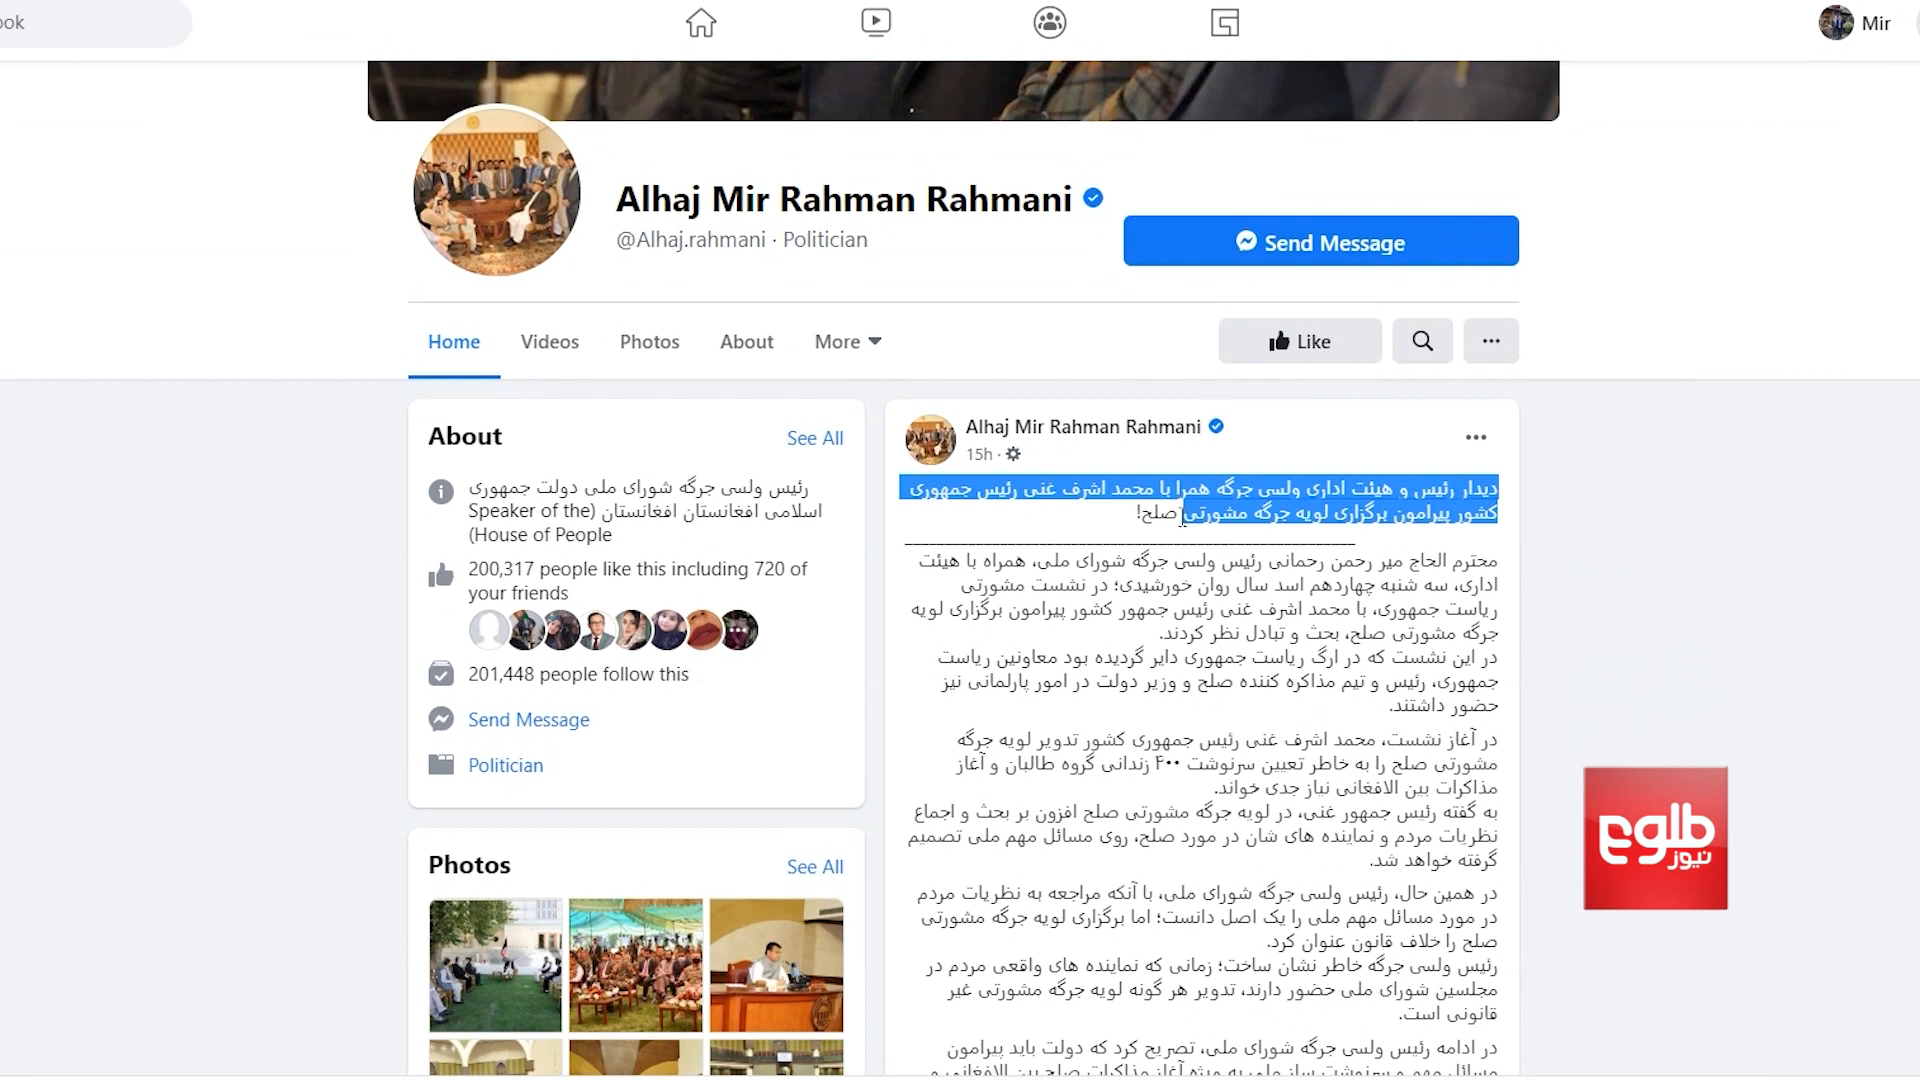 ook
Mir
Alhaj Mir Rahman Rahmani
@Alhaj.rahmani · Politician
Send Message
Home Videos Photos About More
Like
About
See All
رئیس ولسی جرگه شورای ملی دولت جمهوری
اسلامی افغانستان افغانستان (Speaker of the
House of People)
200,317 people like this including 720 of
your friends
201,448 people follow this
Send Message
Politician
Photos
See All
Alhaj Mir Rahman Rahmani
15h ·
دیدار رئیس و هیئت اداری ولسی جرگه همرا با محمد اشرف غنی رئیس جمهوری
کشور پیرامون برگزاری لویه جرگه مشورتی صلح!
محترم الحاج میر رحمن رحمانی رئیس ولسی جرگه شورای ملی، همراه با هیئت
اداری، سه شنبه چهاردهم اسد سال روان خورشیدی؛ در نشست مشورتی
ریاست جمهوری، با محمد اشرف غنی رئیس جمهور کشور پیرامون برگزاری لویه
جرگه مشورتی صلح، بحث و تبادل نظر کردند.
در این نشست که در ارگ ریاست جمهوری دایر گردیده بود معاونین ریاست
جمهوری، رئیس و تیم مذاکره کننده صلح و وزیر دولت در امور پارلمانی نیز
حضور داشتند.
در آغاز نشست، محمد اشرف غنی رئیس جمهوری کشور تدویر لویه جرگه
مشورتی صلح را به خاطر تعیین سرنوشت ۴۰۰ زندانی گروه طالبان و آغاز
مذاکرات بین الافغانی نیاز جدی خواند.
به گفته رئیس جمهور غنی، در لویه جرگه مشورتی صلح افزون بر بحث و اجماع
نظریات مردم و نماینده های شان در مورد صلح، روی مسائل مهم ملی تصمیم
گرفته خواهد شد.
در همین حال، رئیس ولسی جرگه شورای ملی، با آنکه مراجعه به نظریات مردم
در مورد مسائل مهم ملی را یک اصل دانست؛ اما برگزاری لویه جرگه مشورتی
صلح را خلاف قانون عنوان کرد.
رئیس ولسی جرگه خاطر نشان ساخت؛ زمانی که نماینده های واقعی مردم در
مجلسین شورای ملی حضور دارند، تدویر هر گونه لویه جرگه مشورتی غیر
قانونی است.
در ادامه رئیس ولسی جرگه شورای ملی، تصریح کرد که دولت باید پیرامون
مسائل مهم و سرنوشت ساز ملی به ویژه آغاز مذاکرات صلح بین الافغانی و
طلوع
نیوز